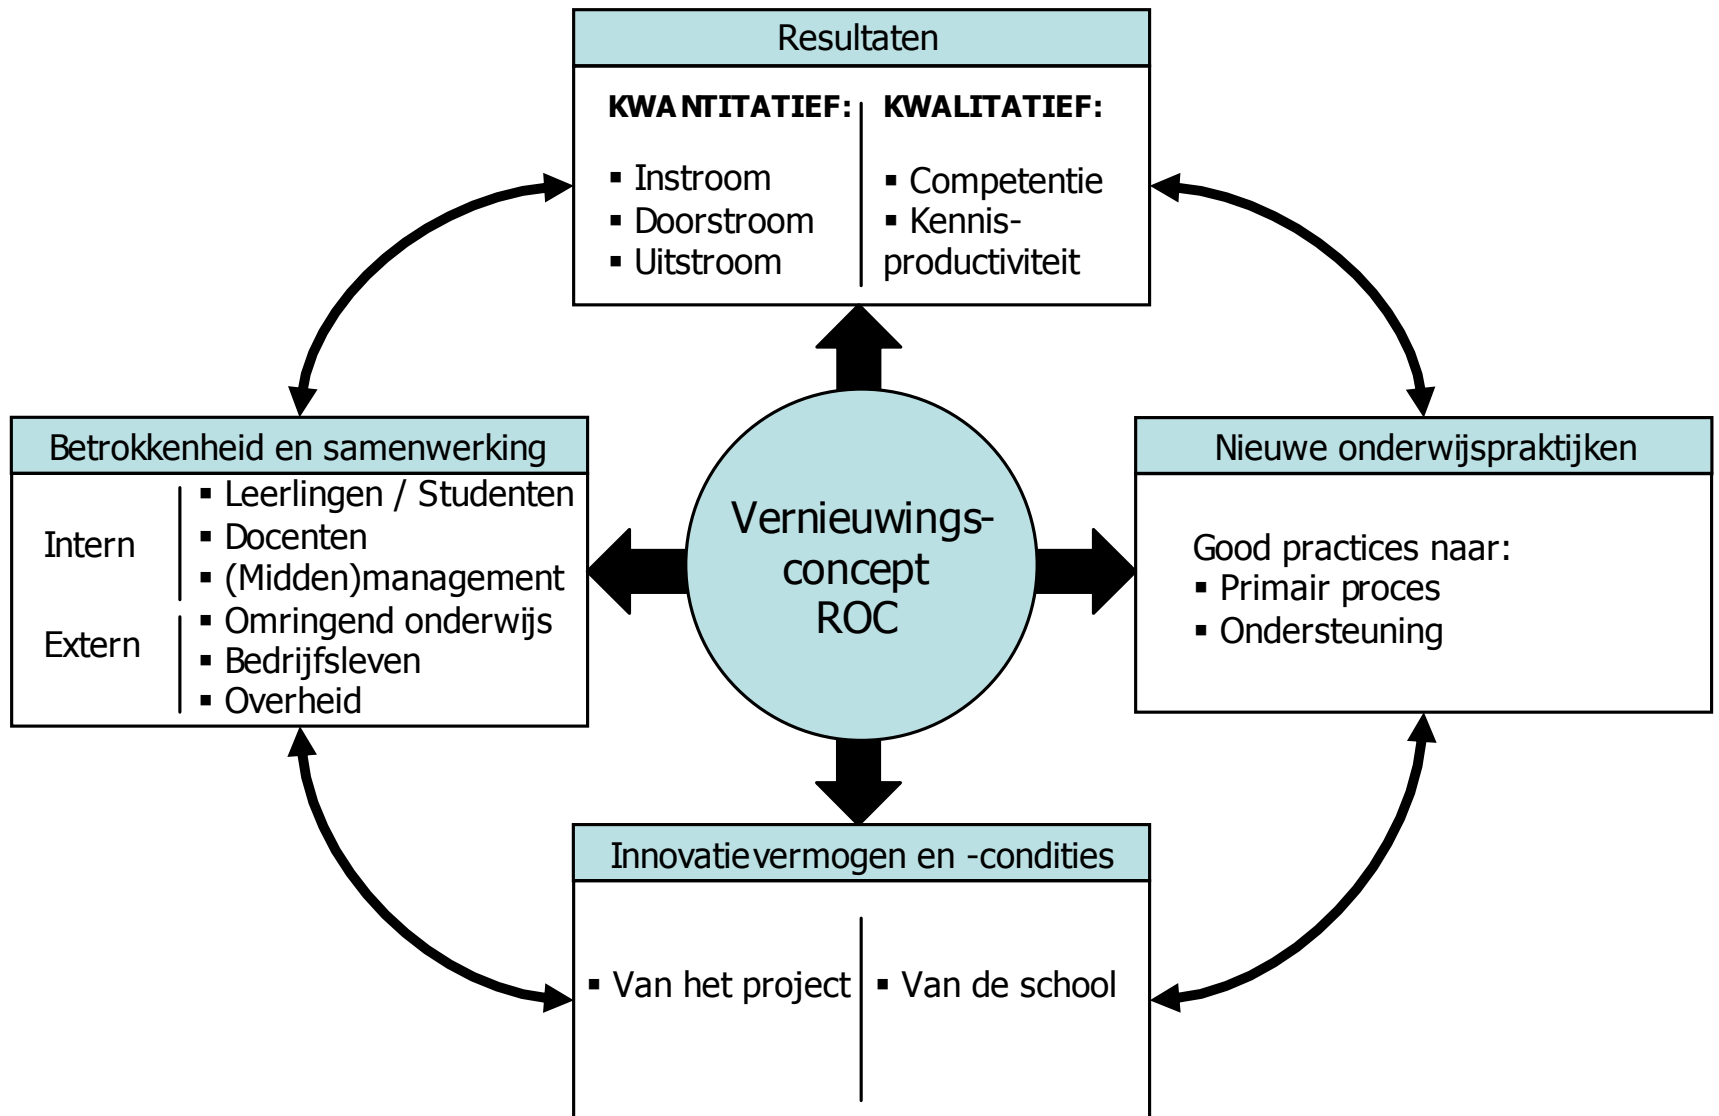 Resultaten
KWANTITATIEF:
▪ Instroom
▪ Doorstroom
▪ Uitstroom
KWALITATIEF:
▪ Competentie
▪ Kennis-
productiviteit
Betrokkenheid en samenwerking
Intern
▪ Leerlingen / Studenten
▪ Docenten
▪ (Midden)management
Extern
▪ Omringend onderwijs
▪ Bedrijfsleven
▪ Overheid
Vernieuwings-
concept
ROC
Nieuwe onderwijspraktijken
Good practices naar:
▪ Primair proces
▪ Ondersteuning
Innovatievermogen en -condities
▪ Van het project
▪ Van de school